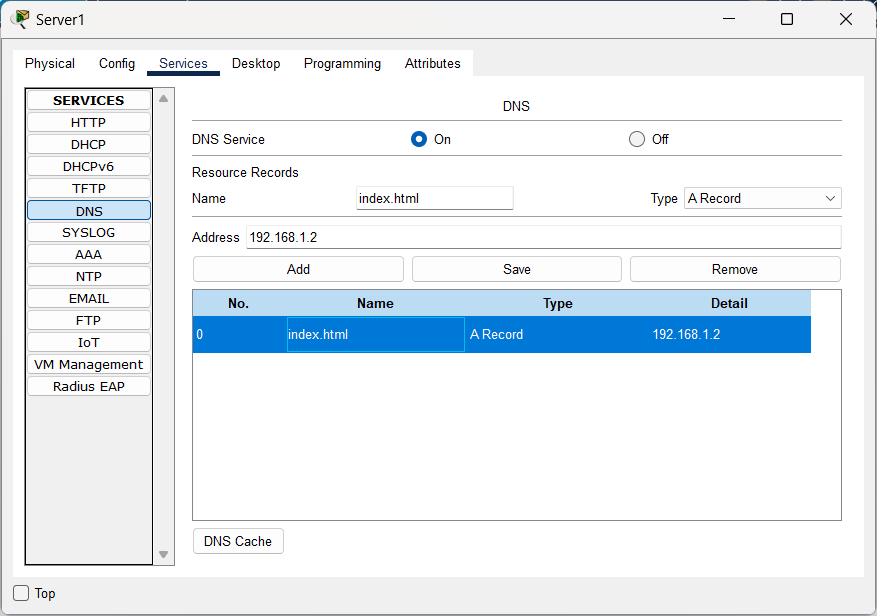 Server1
Physical Config Services Desktop Programming Attributes
SERVICES
HTTP
DHCP
DHCPv6
TFTP
DNS
SYSLOG
AAA
NTP
EMAIL
FTP
IoT
VM Management
Radius EAP
DNS
DNS Service On Off
Resource Records
Name index.html Type A Record
Address 192.168.1.2
Add Save Remove
No. Name Type Detail
0 index.html A Record 192.168.1.2
DNS Cache
Top